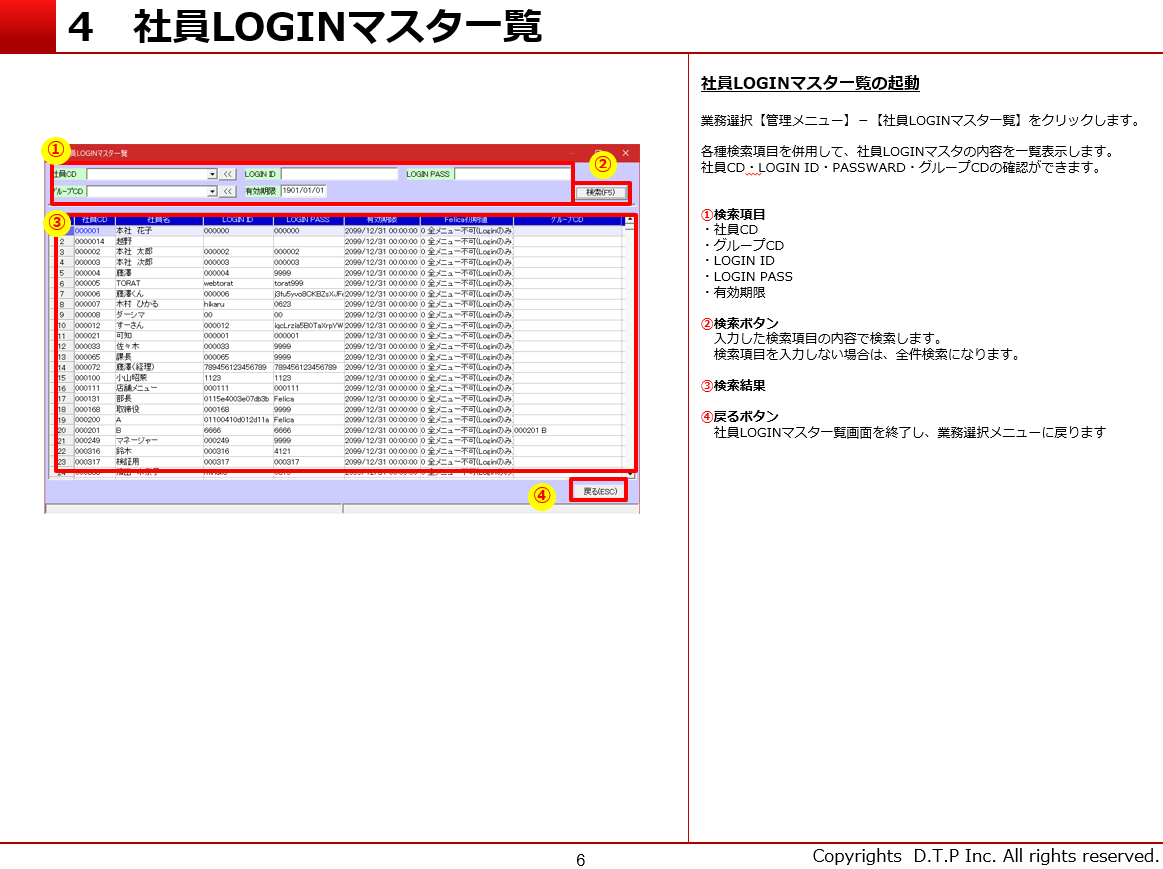 4 社員LOGINマスタ一覧
社員LOGINマスタ一覧の起動
業務選択【管理メニュー】－【社員LOGINマスタ一覧】をクリックします。
各種検索項目を併用して、社員LOGINマスタの内容を一覧表示します。
社員CD・LOGIN ID・PASSWARD・グループCDの確認ができます。
①検索項目
・社員CD
・グループCD
・LOGIN ID
・LOGIN PASS
・有効期限
②検索ボタン
入力した検索項目の内容で検索します。
検索項目を入力しない場合は、全件検索になります。
③検索結果
④戻るボタン
社員LOGINマスタ一覧画面を終了し、業務選択メニューに戻ります
①
員LOGINマスタ一覧
②
社員CD << LOGIN ID LOGIN PASS
グループCD << 有効期限 1901/01/01 検索(F5)
③
社員CD 社員名 LOGIN ID LOGIN PASS 有効期限 Felica初期値 グループCD
000001 本社 花子 000000 000000 2099/12/31 00:00:00 0 全メニュー不可(Loginのみ
2 0000014 越野 2099/12/31 00:00:00 0 全メニュー不可(Loginのみ
3 000002 本社 太郎 000002 000002 2099/12/31 00:00:00 0 全メニュー不可(Loginのみ
4 000003 本社 次郎 000003 000003 2099/12/31 00:00:00 0 全メニュー不可(Loginのみ
5 000004 藤澤 000004 9999 2099/12/31 00:00:00 0 全メニュー不可(Loginのみ
6 000005 TORAT webtorat torat999 2099/12/31 00:00:00 0 全メニュー不可(Loginのみ
7 000006 藤澤くん 000006 2099/12/31 00:00:00 0 全メニュー不可(Loginのみ
8 000007 木村 ひかる hikaru 0623 2099/12/31 00:00:00 0 全メニュー不可(Loginのみ
9 000008 ダーシマ 00 00 2099/12/31 00:00:00 0 全メニュー不可(Loginのみ
10 000012 すーさん 000012 2099/12/31 00:00:00 0 全メニュー不可(Loginのみ
11 000021 可知 000001 000001 2099/12/31 00:00:00 0 全メニュー不可(Loginのみ
12 000033 佐々木 000033 9999 2099/12/31 00:00:00 0 全メニュー不可(Loginのみ
13 000065 課長 000065 9999 2099/12/31 00:00:00 0 全メニュー不可(Loginのみ
14 000072 藤澤(経理) 789456123456789 789456123456789 2099/12/31 00:00:00 0 全メニュー不可(Loginのみ
15 000100 小山昭 1123 1123 2099/12/31 00:00:00 0 全メニュー不可(Loginのみ
16 000111 店舗メニュー 000111 000111 2099/12/31 00:00:00 0 全メニュー不可(Loginのみ
17 000131 部長 0115e4003e07db3b Felica 2099/12/31 00:00:00 0 全メニュー不可(Loginのみ
18 000168 取締役 000168 9999 2099/12/31 00:00:00 0 全メニュー不可(Loginのみ
19 000200 A 01100410d012d11a Felica 2099/12/31 00:00:00 0 全メニュー不可(Loginのみ
20 000201 B 6666 6666 2099/12/31 00:00:00 0 全メニュー不可(Loginのみ 000201 B
21 000249 マネージャー 000249 9999 2099/12/31 00:00:00 0 全メニュー不可(Loginのみ
22 000316 鈴木 000316 4121 2099/12/31 00:00:00 0 全メニュー不可(Loginのみ
23 000317 検証用 000317 000317 2099/12/31 00:00:00 0 全メニュー不可(Loginのみ
④
戻る(ESC)
6
Copyrights D.T.P Inc. All rights reserved.